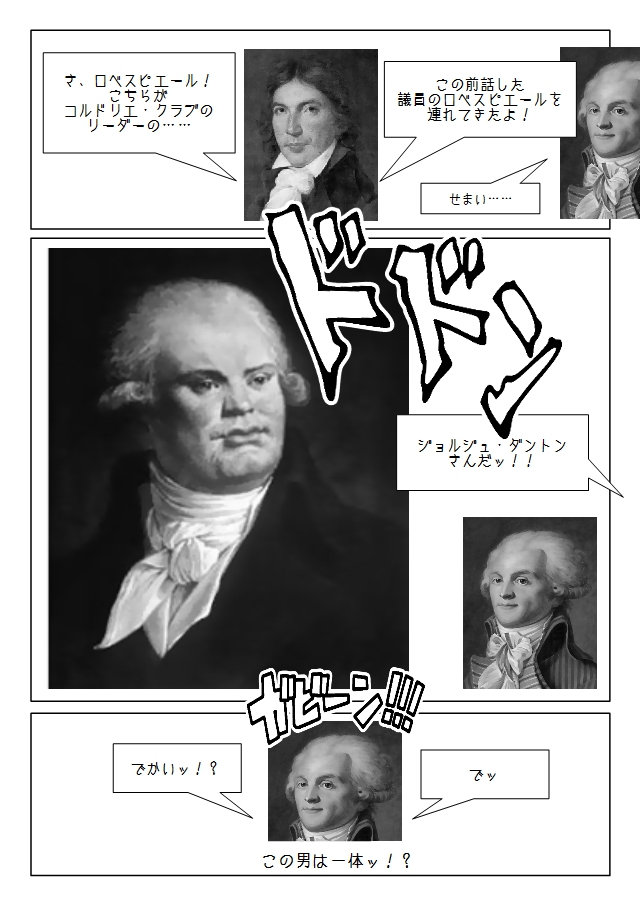 この前話した
議員のロベスピエールを
連れてきたよ！
せまい……
さ、ロベスピエール！
こちらが
コルドリエ・クラブの
リーダーの……
ドドン
ジョルジュ・ダントン
さんだッ！！
ガビーン!!!
でッ
でかいッ！？
この男は一体ッ！？